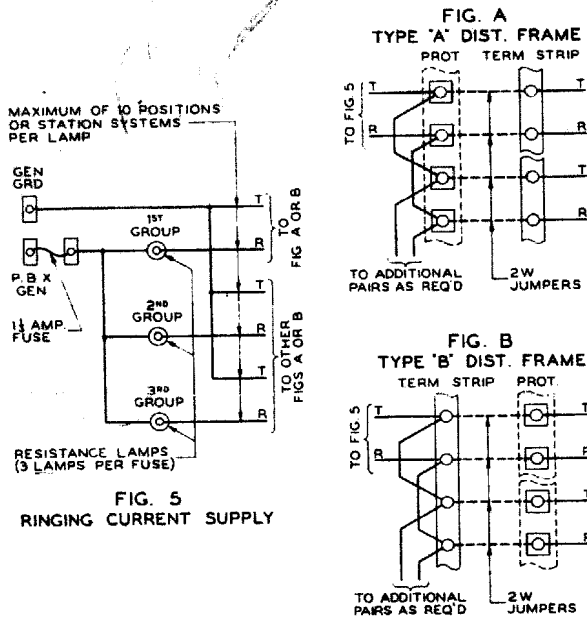 MAXIMUM OF 10 POSITIONS
OR STATION SYSTEMS
PER LAMP
GEN
GRD
P.B.X
GEN
1½ AMP.
FUSE
1ST
GROUP
2ND
GROUP
3RD
GROUP
T
R
T
R
T
R
TO
FIG A OR B
TO OTHER
FIGS A OR B
RESISTANCE LAMPS
(3 LAMPS PER FUSE)
FIG. 5
RINGING CURRENT SUPPLY
FIG. A
TYPE "A" DIST. FRAME
PROT
TERM STRIP
TO FIG. 5
T
R
T
R
T
R
TO ADDITIONAL
PAIRS AS REQ'D
2W
JUMPERS
FIG. B
TYPE "B" DIST. FRAME
TERM STRIP
PROT.
TO FIG. 5
T
R
T
R
T
R
TO ADDITIONAL
PAIRS AS REQ'D
2W
JUMPERS